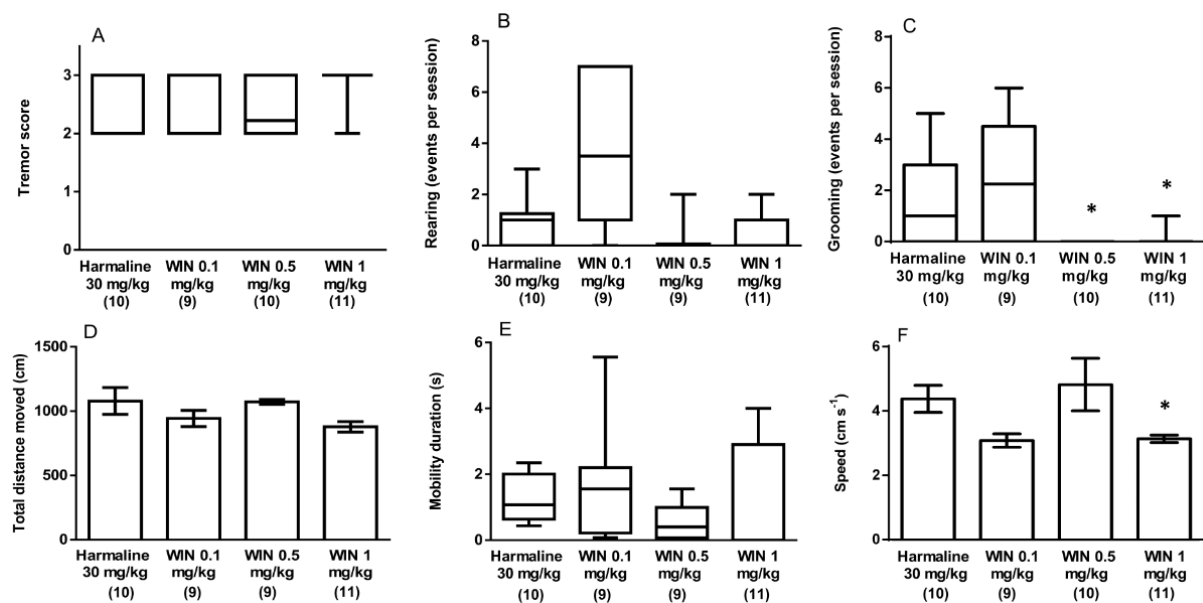 A
Tremor score
3
2
1
0
Harmaline
30 mg/kg
(10)
WIN 0.1
mg/kg
(9)
WIN 0.5
mg/kg
(10)
WIN 1
mg/kg
(11)
B
Rearing (events per session)
8
6
4
2
0
Harmaline
30 mg/kg
(10)
WIN 0.1
mg/kg
(9)
WIN 0.5
mg/kg
(9)
WIN 1
mg/kg
(11)
C
Grooming (events per session)
8
6
4
2
0
*
*
Harmaline
30 mg/kg
(10)
WIN 0.1
mg/kg
(9)
WIN 0.5
mg/kg
(10)
WIN 1
mg/kg
(11)
D
Total distance moved (cm)
1500
1000
500
0
Harmaline
30 mg/kg
(10)
WIN 0.1
mg/kg
(9)
WIN 0.5
mg/kg
(9)
WIN 1
mg/kg
(11)
E
Mobility duration (s)
6
4
2
0
Harmaline
30 mg/kg
(10)
WIN 0.1
mg/kg
(9)
WIN 0.5
mg/kg
(9)
WIN 1
mg/kg
(11)
F
Speed (cm s⁻¹)
6
4
2
0
*
Harmaline
30 mg/kg
(10)
WIN 0.1
mg/kg
(9)
WIN 0.5
mg/kg
(10)
WIN 1
mg/kg
(11)